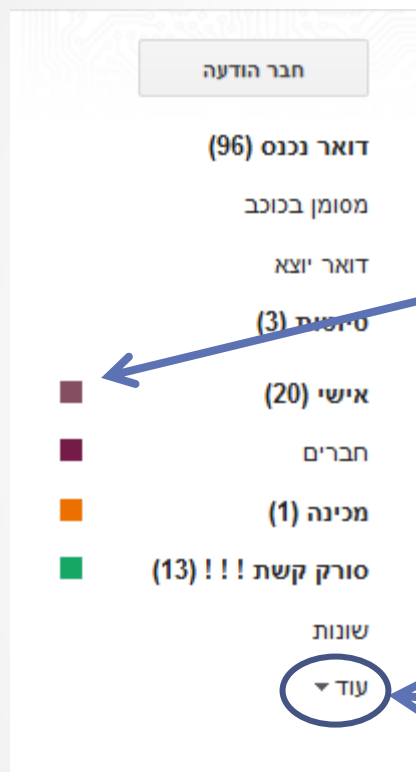 חבר הודעה
דואר נכנס (96)
מסומן בכוכב
דואר יוצא
טיוטות (3)
אישי (20)
חברים
מכינה (1)
סורק קשת ! ! ! (13)
שונות
עוד